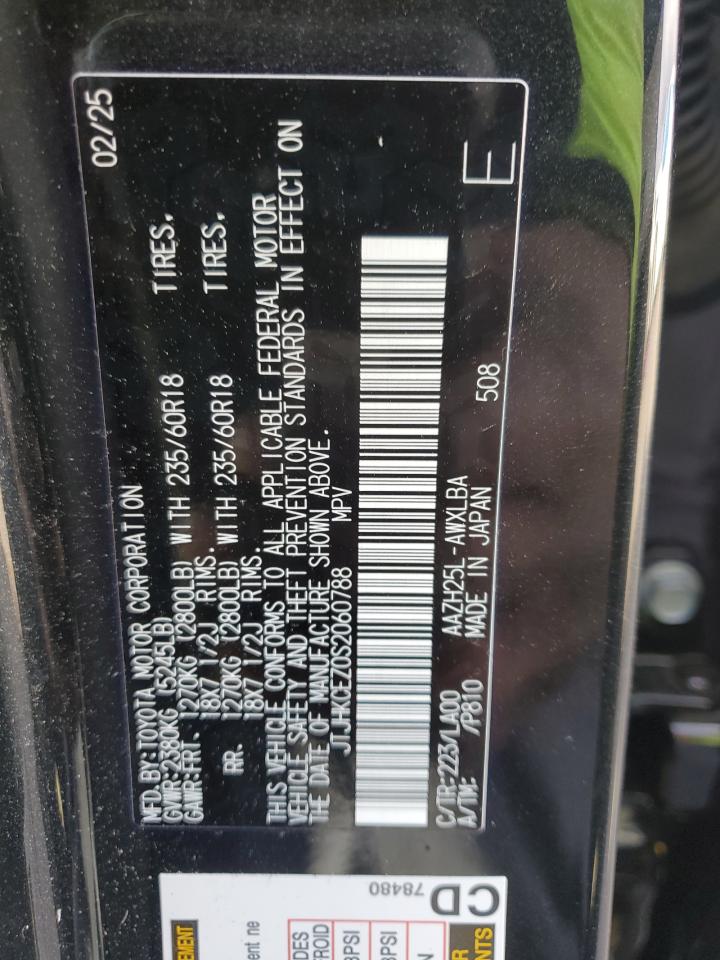 02/25
MFD.BY:TOYOTA MOTOR CORPORATION
GVWR:2380KG (5245LB)
GAWR:FRT. 1270KG (2800LB) WITH 235/60R18 TIRES.
18X7 1/2J RIMS.
RR. 1270KG (2800LB) WITH 235/60R18 TIRES.
18X7 1/2J RIMS.
THIS VEHICLE CONFORMS TO ALL APPLICABLE FEDERAL MOTOR
VEHICLE SAFETY AND THEFT PREVENTION STANDARDS IN EFFECT ON
THE DATE OF MANUFACTURE SHOWN ABOVE.
JTJHKCEZ0S2060788 MPV
C/TR:223/LA00 AAZH25L-AWXLBA
A/TM: /P810 MADE IN JAPAN 508
E
CD
78480